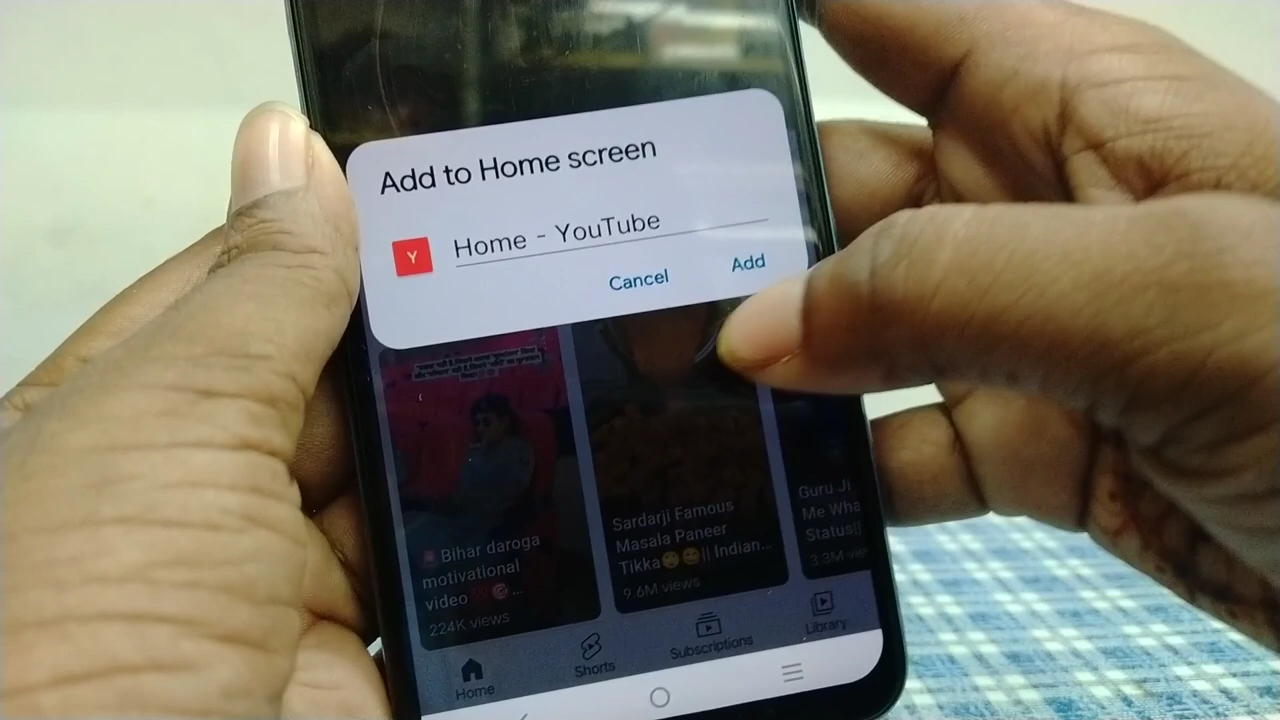 Add to Home screen
Y
Home - YouTube
Cancel
Add
🚨Bihar daroga
motivational
video💯🎯...
224K views
Sardarji Famous
Masala Paneer
Tikka🙄😊|| Indian...
9.6M views
Guru Ji
Me Wha
Status||
3.3M vie
Home
Shorts
Subscriptions
Library